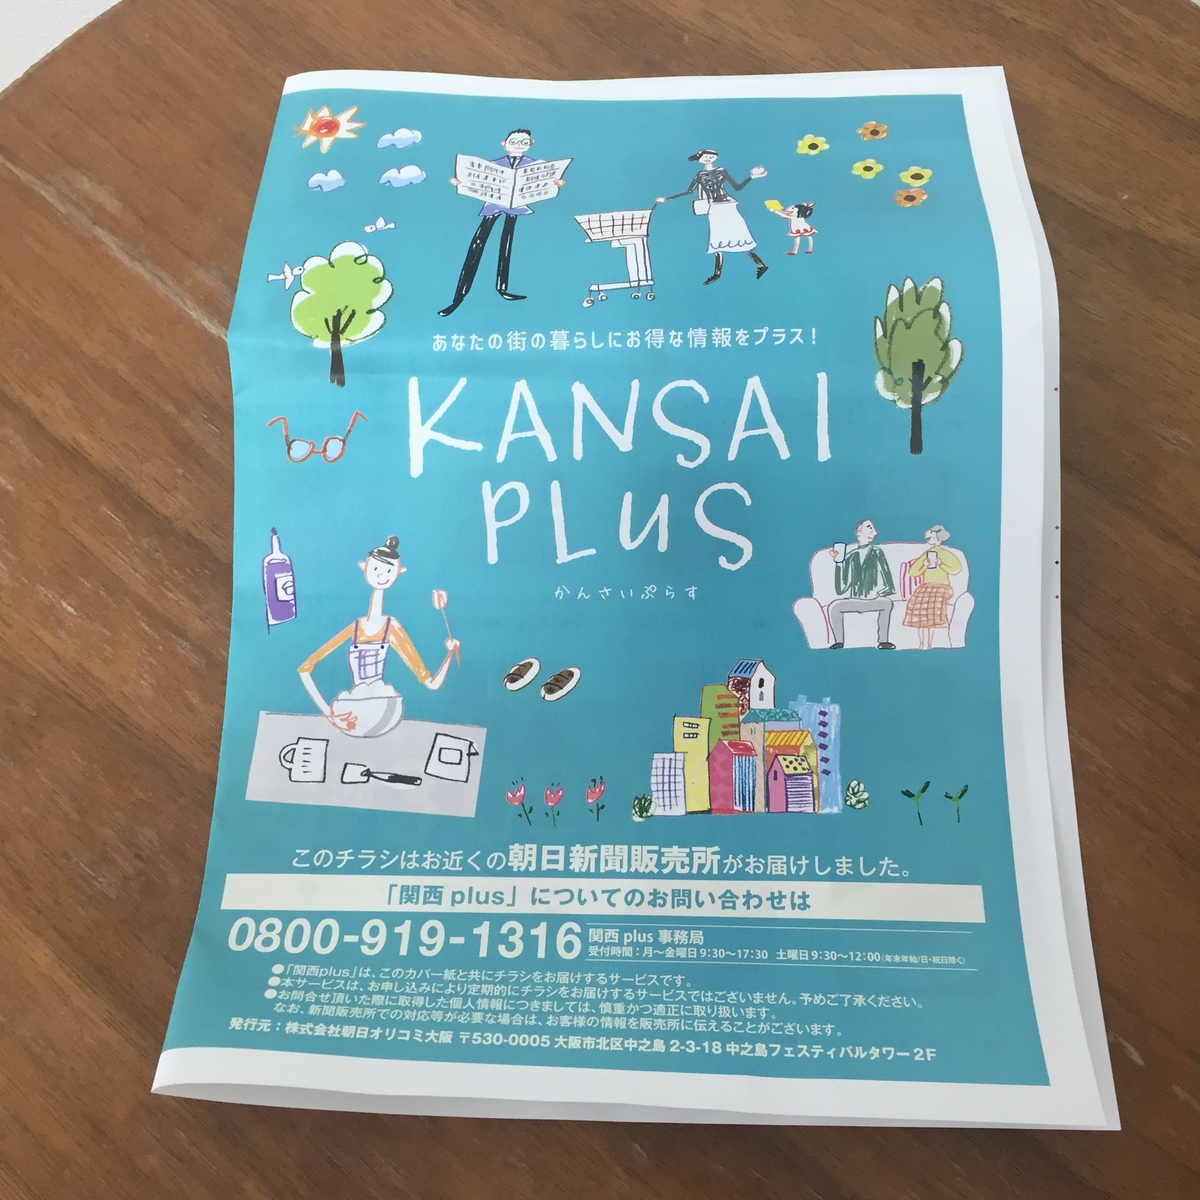 あなたの街の暮らしにお得な情報をプラス!
KANSAI
PLUS
かんさいぷらす
このチラシはお近くの朝日新聞販売所がお届けしました。
「関西 plus」についてのお問い合わせは
0800-919-1316
関西 plus 事務局
受付時間:月〜金曜日 9:30〜17:30 土曜日 9:30〜12:00(年末年始/日・祝日除く)
●「関西plus」は、このカバー紙と共にチラシをお届けするサービスです。
●本サービスは、お申し込みにより定期的にチラシをお届けするサービスではございません。予めご了承ください。
●お問合せ頂いた際に取得した個人情報につきましては、慎重かつ適正に取り扱います。
なお、新聞販売所での対応等が必要な場合は、お客様の情報を販売所に伝えることがございます。
発行元:株式会社朝日オリコミ大阪 〒530-0005 大阪市北区中之島 2-3-18 中之島フェスティバルタワー 2F